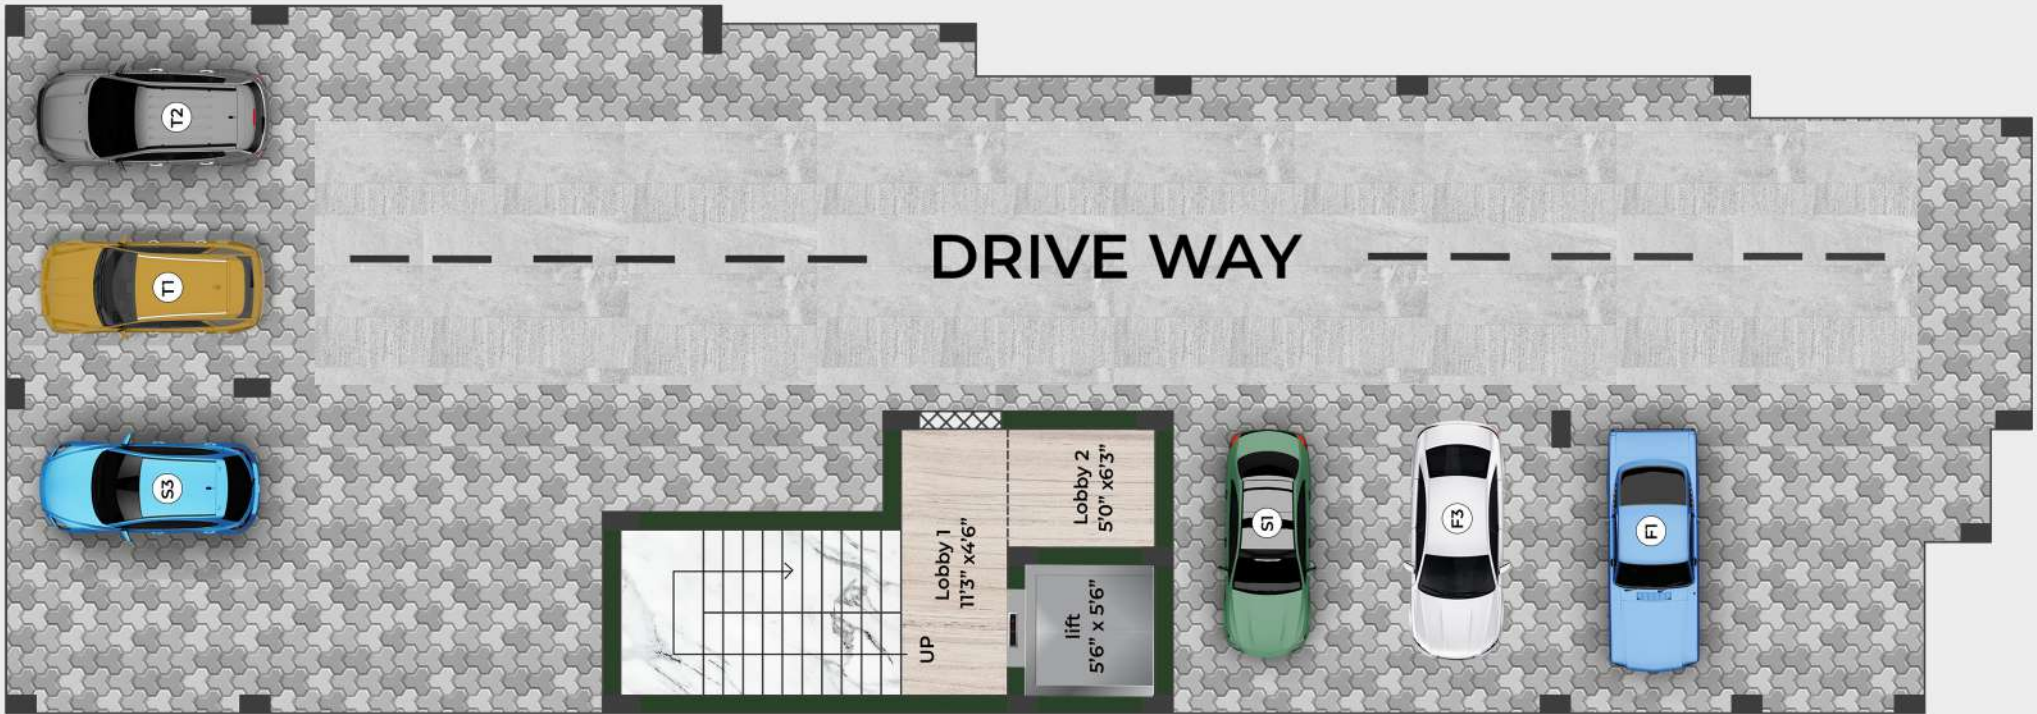 T2
DRIVE WAY
T1
S3
Lobby 1
11'3" x4'6"
Lobby 2
5'0" x6'3"
S1
F3
F1
UP
lift
5'6" x 5'6"